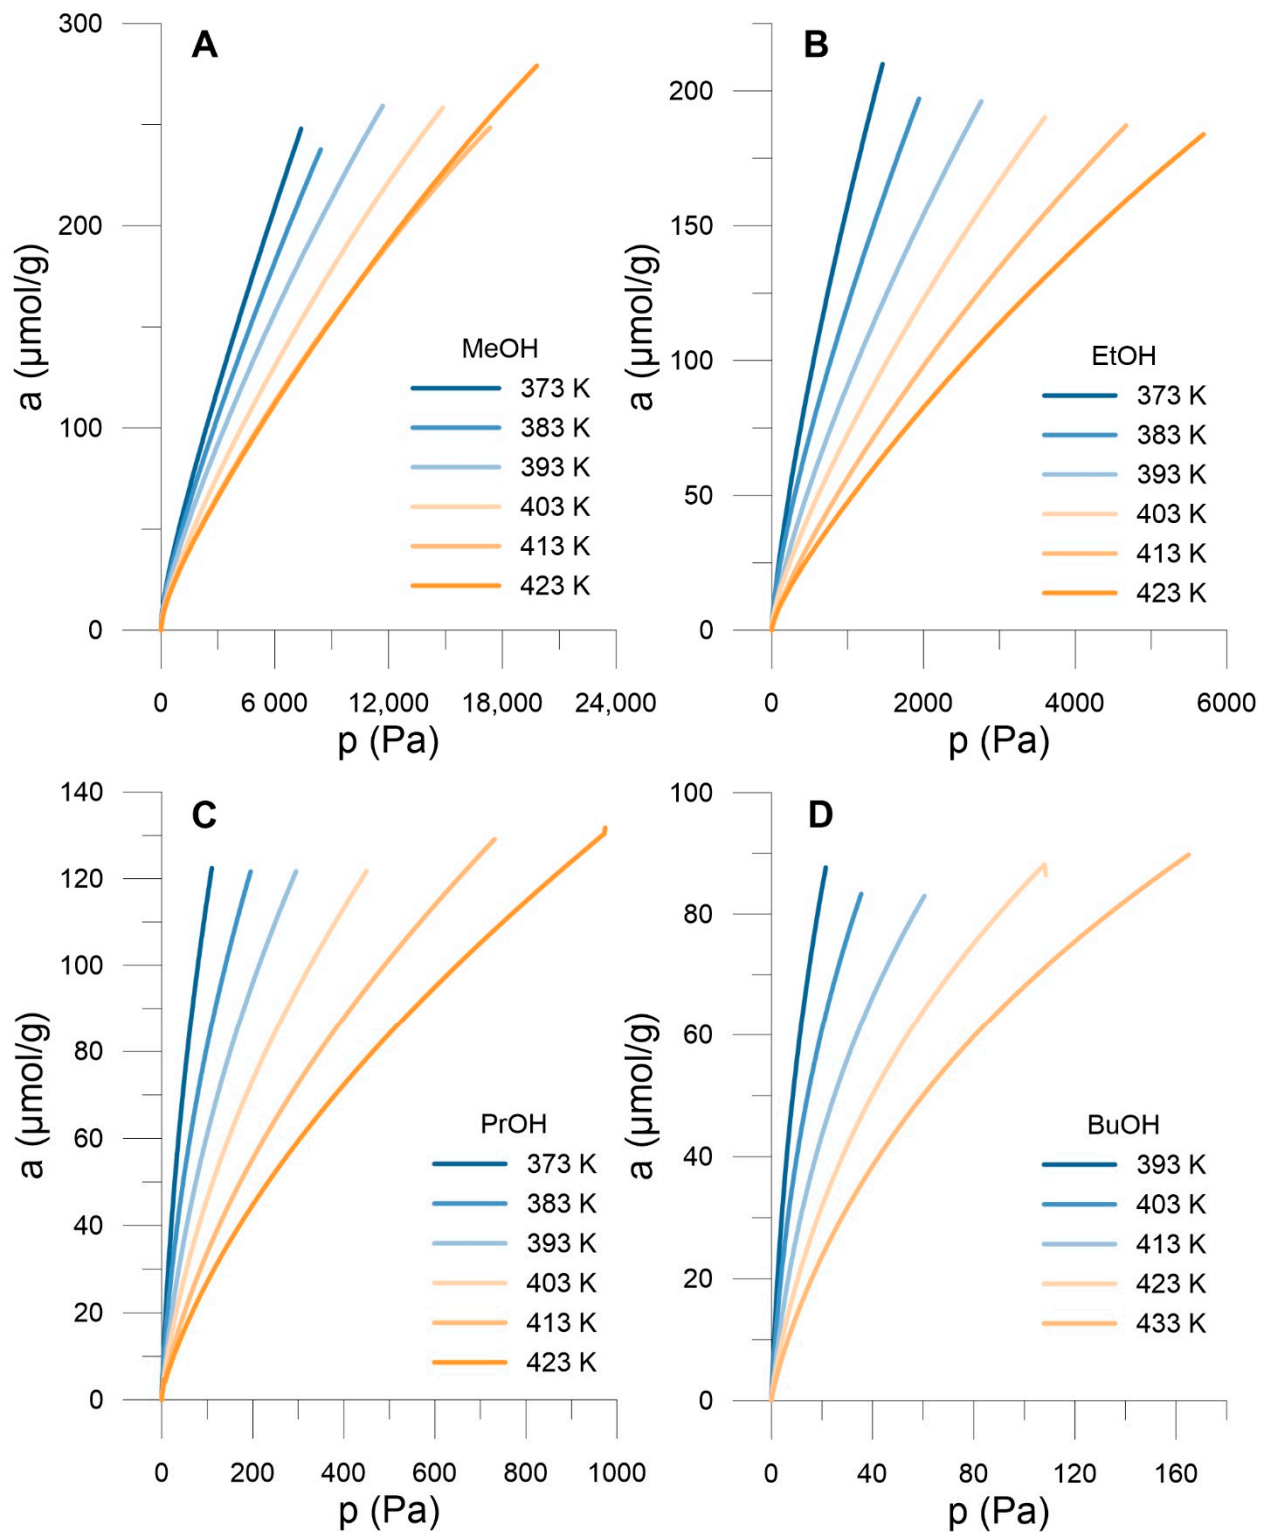 A
300
200
100
0
a (µmol/g)
MeOH
373 K
383 K
393 K
403 K
413 K
423 K
0 6 000 12,000 18,000 24,000
p (Pa)
B
200
150
100
50
0
a (µmol/g)
EtOH
373 K
383 K
393 K
403 K
413 K
423 K
0 2000 4000 6000
p (Pa)
C
140
120
100
80
60
40
20
0
a (µmol/g)
PrOH
373 K
383 K
393 K
403 K
413 K
423 K
0 200 400 600 800 1000
p (Pa)
D
100
80
60
40
20
0
a (µmol/g)
BuOH
393 K
403 K
413 K
423 K
433 K
0 40 80 120 160
p (Pa)